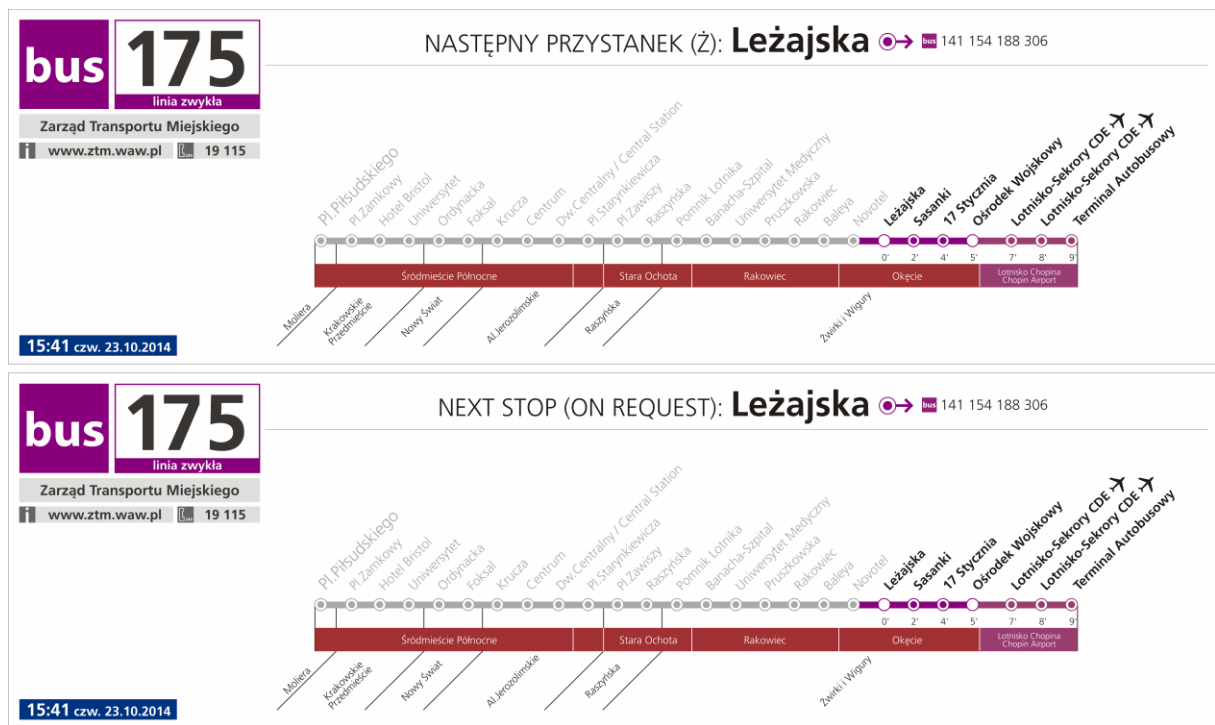 bus 175
linia zwykła
Zarząd Transportu Miejskiego
i www.ztm.waw.pl 19 115
NASTĘPNY PRZYSTANEK (Ż): Leżajska bus 141 154 188 306
Pl.Piłsudskiego
Pl.Zamkowy
Hotel Bristol
Uniwersytet
Ordynacka
Foksal
Krucza
Centrum
Dw.Centralny / Central Station
Pl.Starynkiewicza
Pl.Zawiszy
Raszyńska
Pomnik Lotnika
Banacha-Szpital
Uniwersytet Medyczny
Pruszkowska
Rakowiec
Baleya
Novotel
Leżajska
Sasanki
17 Stycznia
Ośrodek Wojskowy
Lotnisko-Sekrory CDE
Lotnisko-Sekrory CDE
Terminal Autobusowy
0' 2' 4' 5' 7' 8' 9'
Śródmieście Północne
Stara Ochota
Rakowiec
Okęcie
Lotnisko Chopina
Chopin Airport
Moliera
Krakowskie
Przedmieście
Nowy Świat
Al.Jerozolimskie
Raszyńska
Żwirki i Wigury
15:41 czw. 23.10.2014
bus 175
linia zwykła
Zarząd Transportu Miejskiego
i www.ztm.waw.pl 19 115
NEXT STOP (ON REQUEST): Leżajska bus 141 154 188 306
Pl.Piłsudskiego
Pl.Zamkowy
Hotel Bristol
Uniwersytet
Ordynacka
Foksal
Krucza
Centrum
Dw.Centralny / Central Station
Pl.Starynkiewicza
Pl.Zawiszy
Raszyńska
Pomnik Lotnika
Banacha-Szpital
Uniwersytet Medyczny
Pruszkowska
Rakowiec
Baleya
Novotel
Leżajska
Sasanki
17 Stycznia
Ośrodek Wojskowy
Lotnisko-Sekrory CDE
Lotnisko-Sekrory CDE
Terminal Autobusowy
0' 2' 4' 5' 7' 8' 9'
Śródmieście Północne
Stara Ochota
Rakowiec
Okęcie
Lotnisko Chopina
Chopin Airport
Moliera
Krakowskie
Przedmieście
Nowy Świat
Al.Jerozolimskie
Raszyńska
Żwirki i Wigury
15:41 czw. 23.10.2014